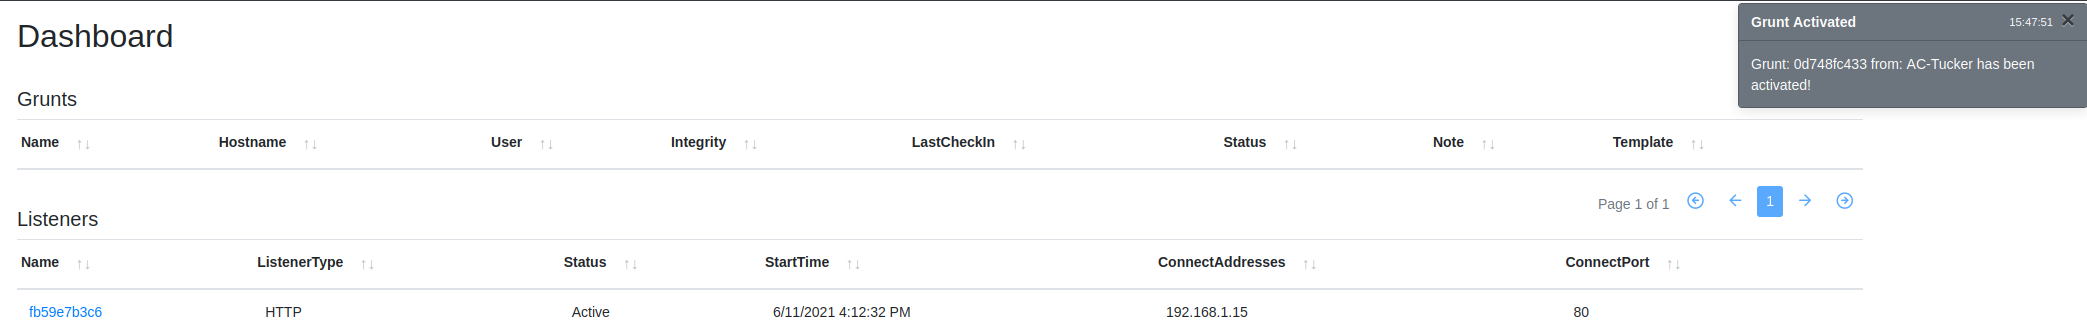 Dashboard
Grunt Activated 15:47:51
Grunt: 0d748fc433 from: AC-Tucker has been
activated!
Grunts
Name Hostname User Integrity LastCheckIn Status Note Template
Page 1 of 1 1
Listeners
Name ListenerType Status StartTime ConnectAddresses ConnectPort
fb59e7b3c6 HTTP Active 6/11/2021 4:12:32 PM 192.168.1.15 80